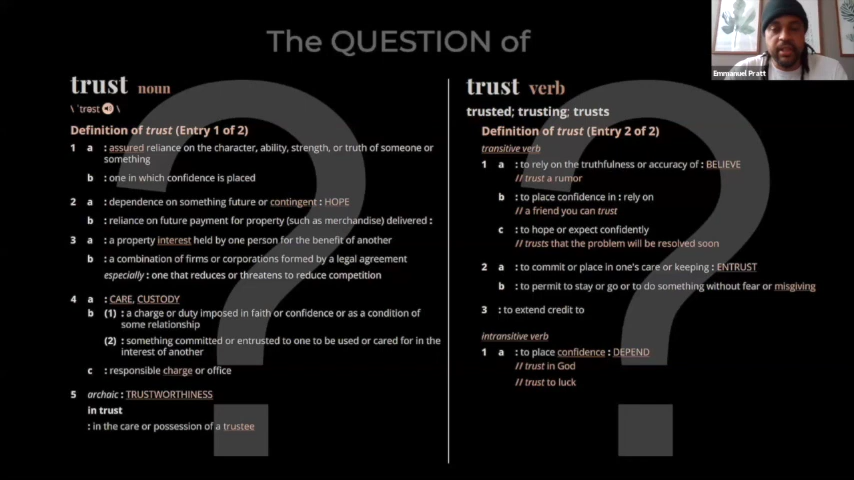 The QUESTION of
Emmanuel Pratt
trust noun
\ ˈtrəst \
Definition of trust (Entry 1 of 2)
1 a : assured reliance on the character, ability, strength, or truth of someone or
something
b : one in which confidence is placed
2 a : dependence on something future or contingent : HOPE
b : reliance on future payment for property (such as merchandise) delivered :
3 a : a property interest held by one person for the benefit of another
b : a combination of firms or corporations formed by a legal agreement
especially : one that reduces or threatens to reduce competition
4 a : CARE, CUSTODY
b (1) : a charge or duty imposed in faith or confidence or as a condition of
some relationship
(2) : something committed or entrusted to one to be used or cared for in the
interest of another
c : responsible charge or office
5 archaic : TRUSTWORTHINESS
in trust
: in the care or possession of a trustee
trust verb
trusted; trusting; trusts
Definition of trust (Entry 2 of 2)
transitive verb
1 a : to rely on the truthfulness or accuracy of : BELIEVE
// trust a rumor
b : to place confidence in : rely on
// a friend you can trust
c : to hope or expect confidently
// trusts that the problem will be resolved soon
2 a : to commit or place in one's care or keeping : ENTRUST
b : to permit to stay or go or to do something without fear or misgiving
3 : to extend credit to
intransitive verb
1 a : to place confidence : DEPEND
// trust in God
// trust to luck
? ?